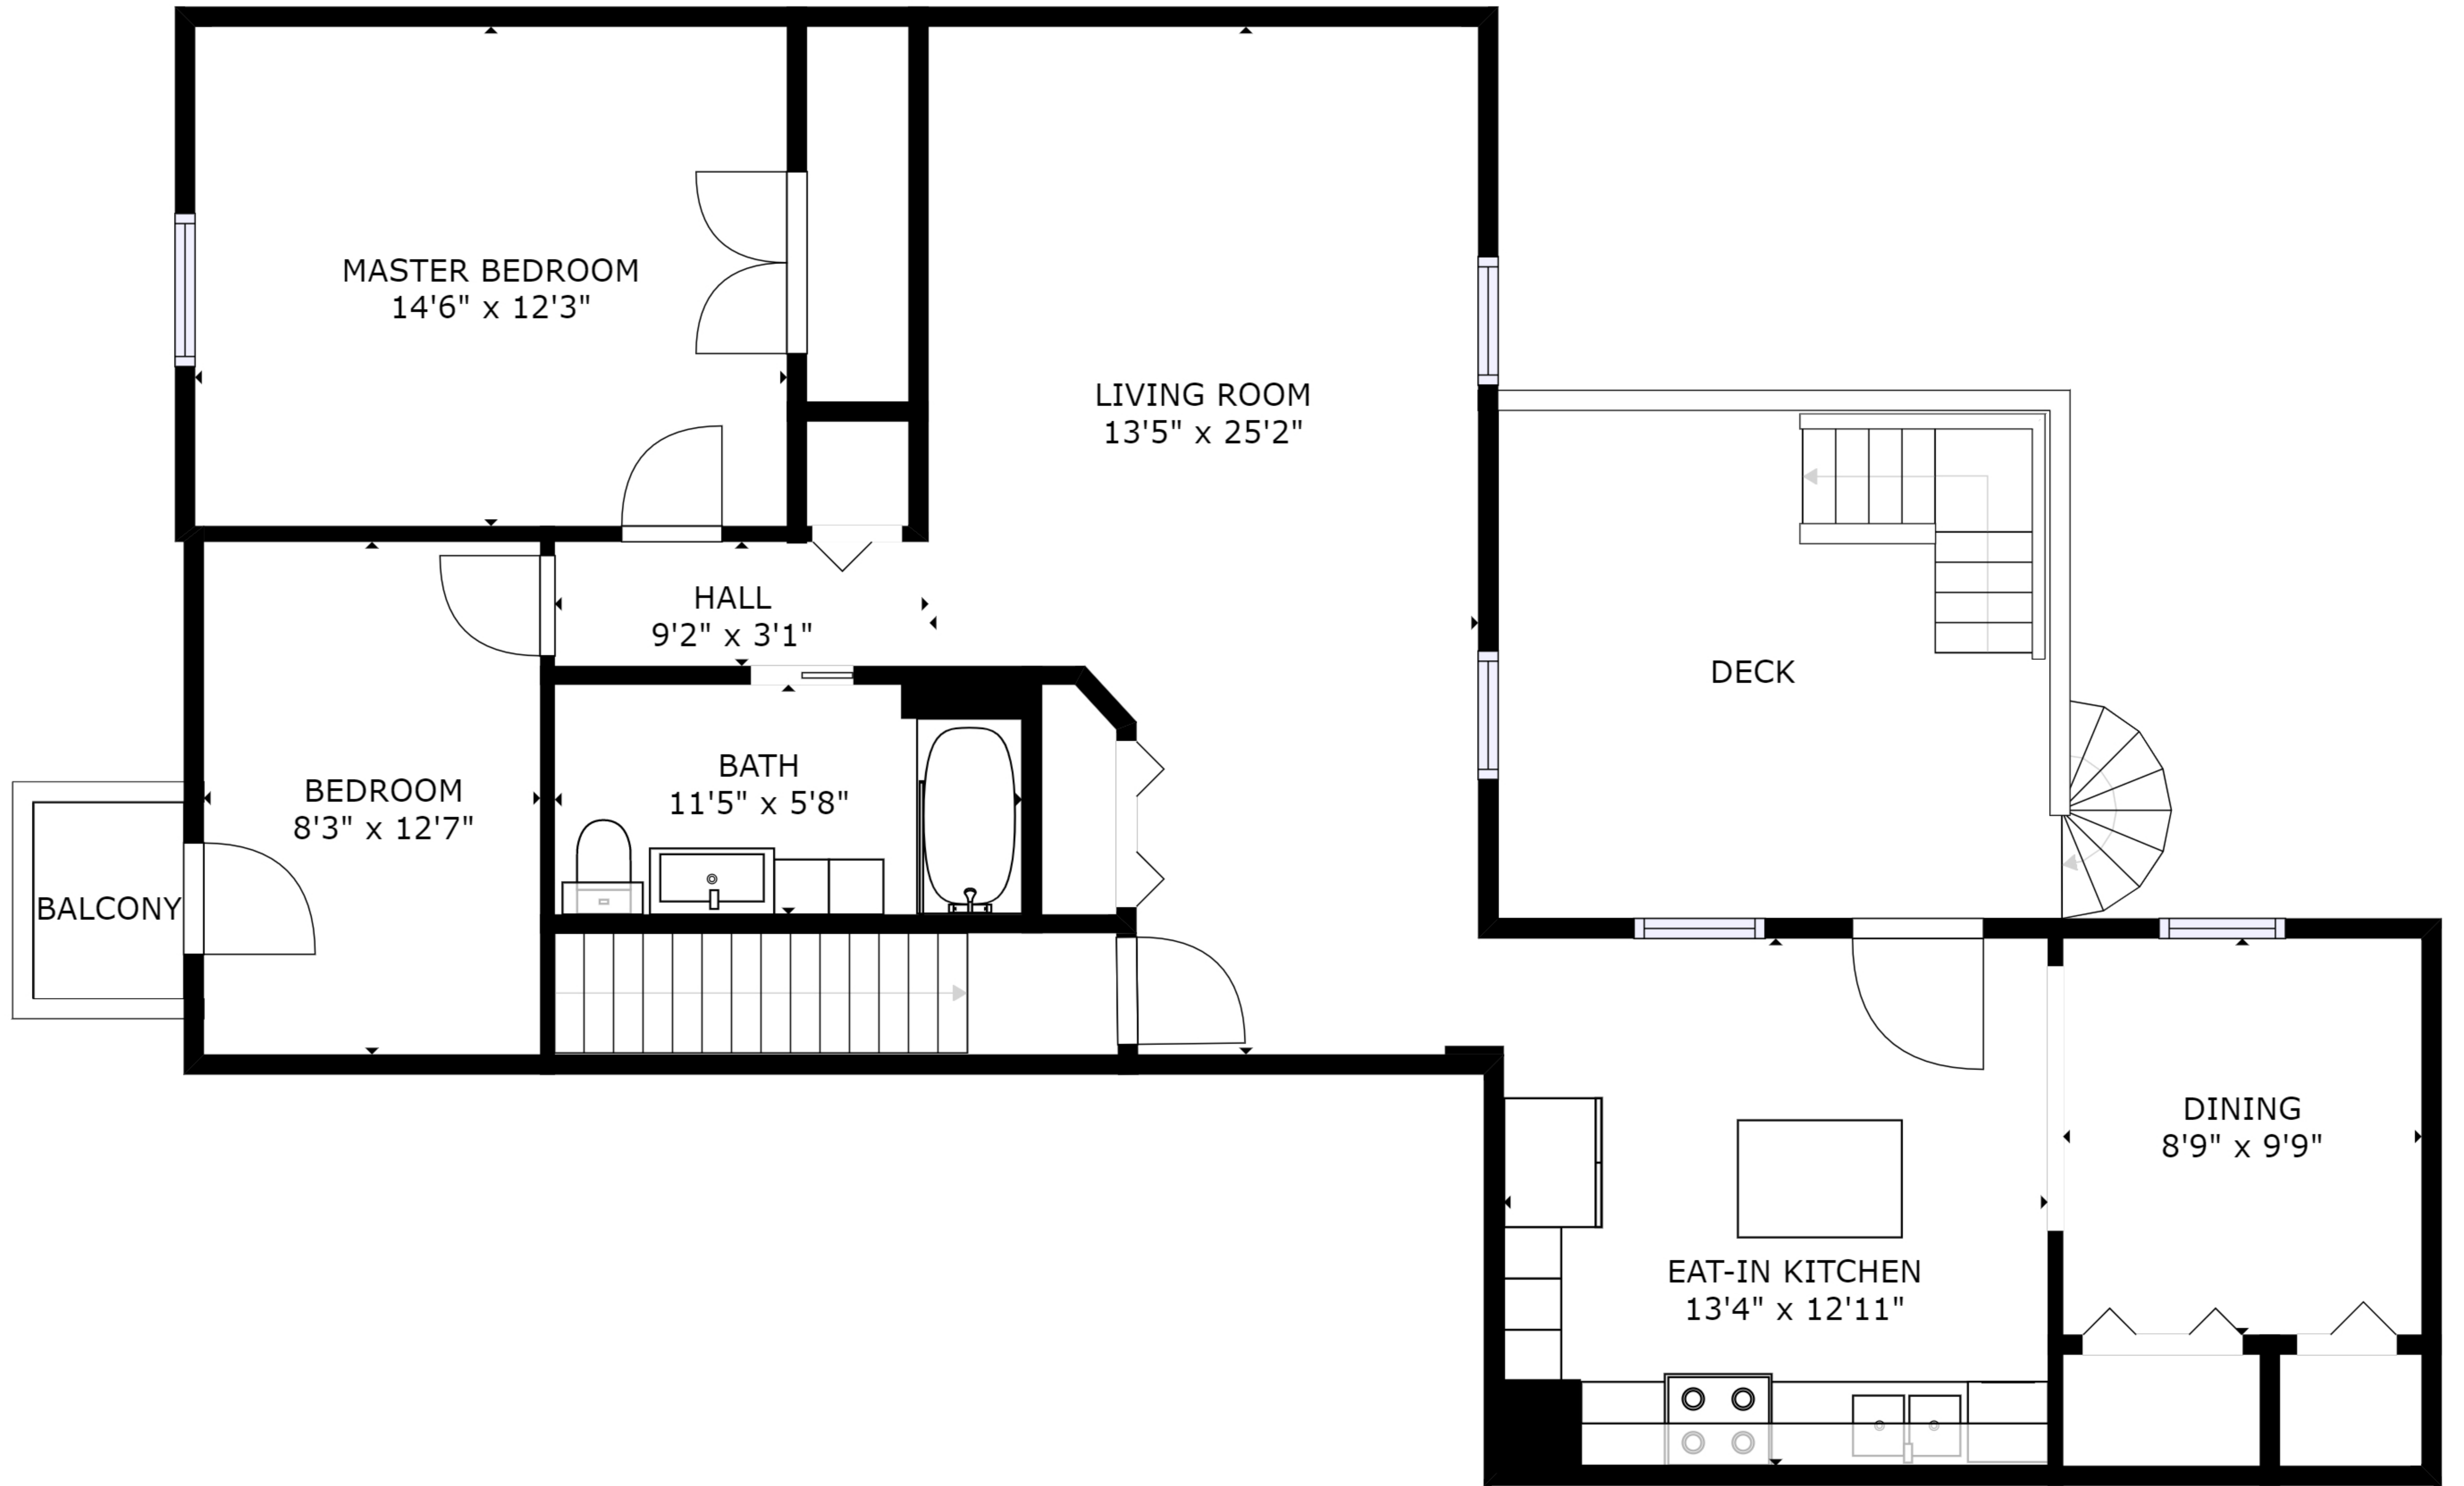 MASTER BEDROOM
14'6" x 12'3"
LIVING ROOM
13'5" x 25'2"
HALL
9'2" x 3'1"
DECK
BATH
11'5" x 5'8"
BEDROOM
8'3" x 12'7"
BALCONY
DINING
8'9" x 9'9"
EAT-IN KITCHEN
13'4" x 12'11"